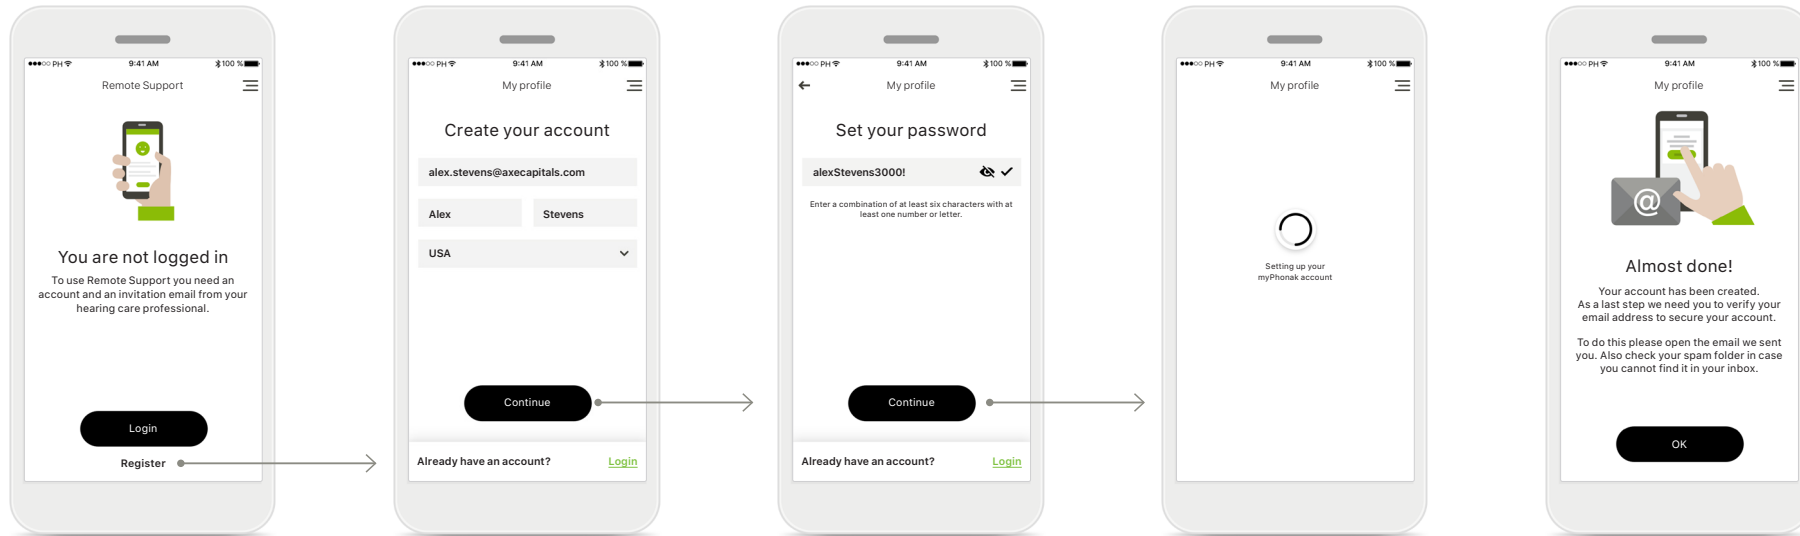 ●●●○○ PH 9:41 AM 100 %
Remote Support
You are not logged in
To use Remote Support you need an
account and an invitation email from your
hearing care professional.
Login
Register
●●●○○ PH 9:41 AM 100 %
My profile
Create your account
alex.stevens@axecapitals.com
Alex Stevens
USA
Continue
Already have an account? Login
●●●○○ PH 9:41 AM 100 %
My profile
Set your password
alexStevens3000!
Enter a combination of at least six characters with at
least one number or letter.
Continue
Already have an account? Login
●●●○○ PH 9:41 AM 100 %
My profile
Setting up your
myPhonak account
●●●○○ PH 9:41 AM 100 %
My profile
@
Almost done!
Your account has been created.
As a last step we need you to verify your
email address to secure your account.
To do this please open the email we sent
you. Also check your spam folder in case
you cannot find it in your inbox.
OK